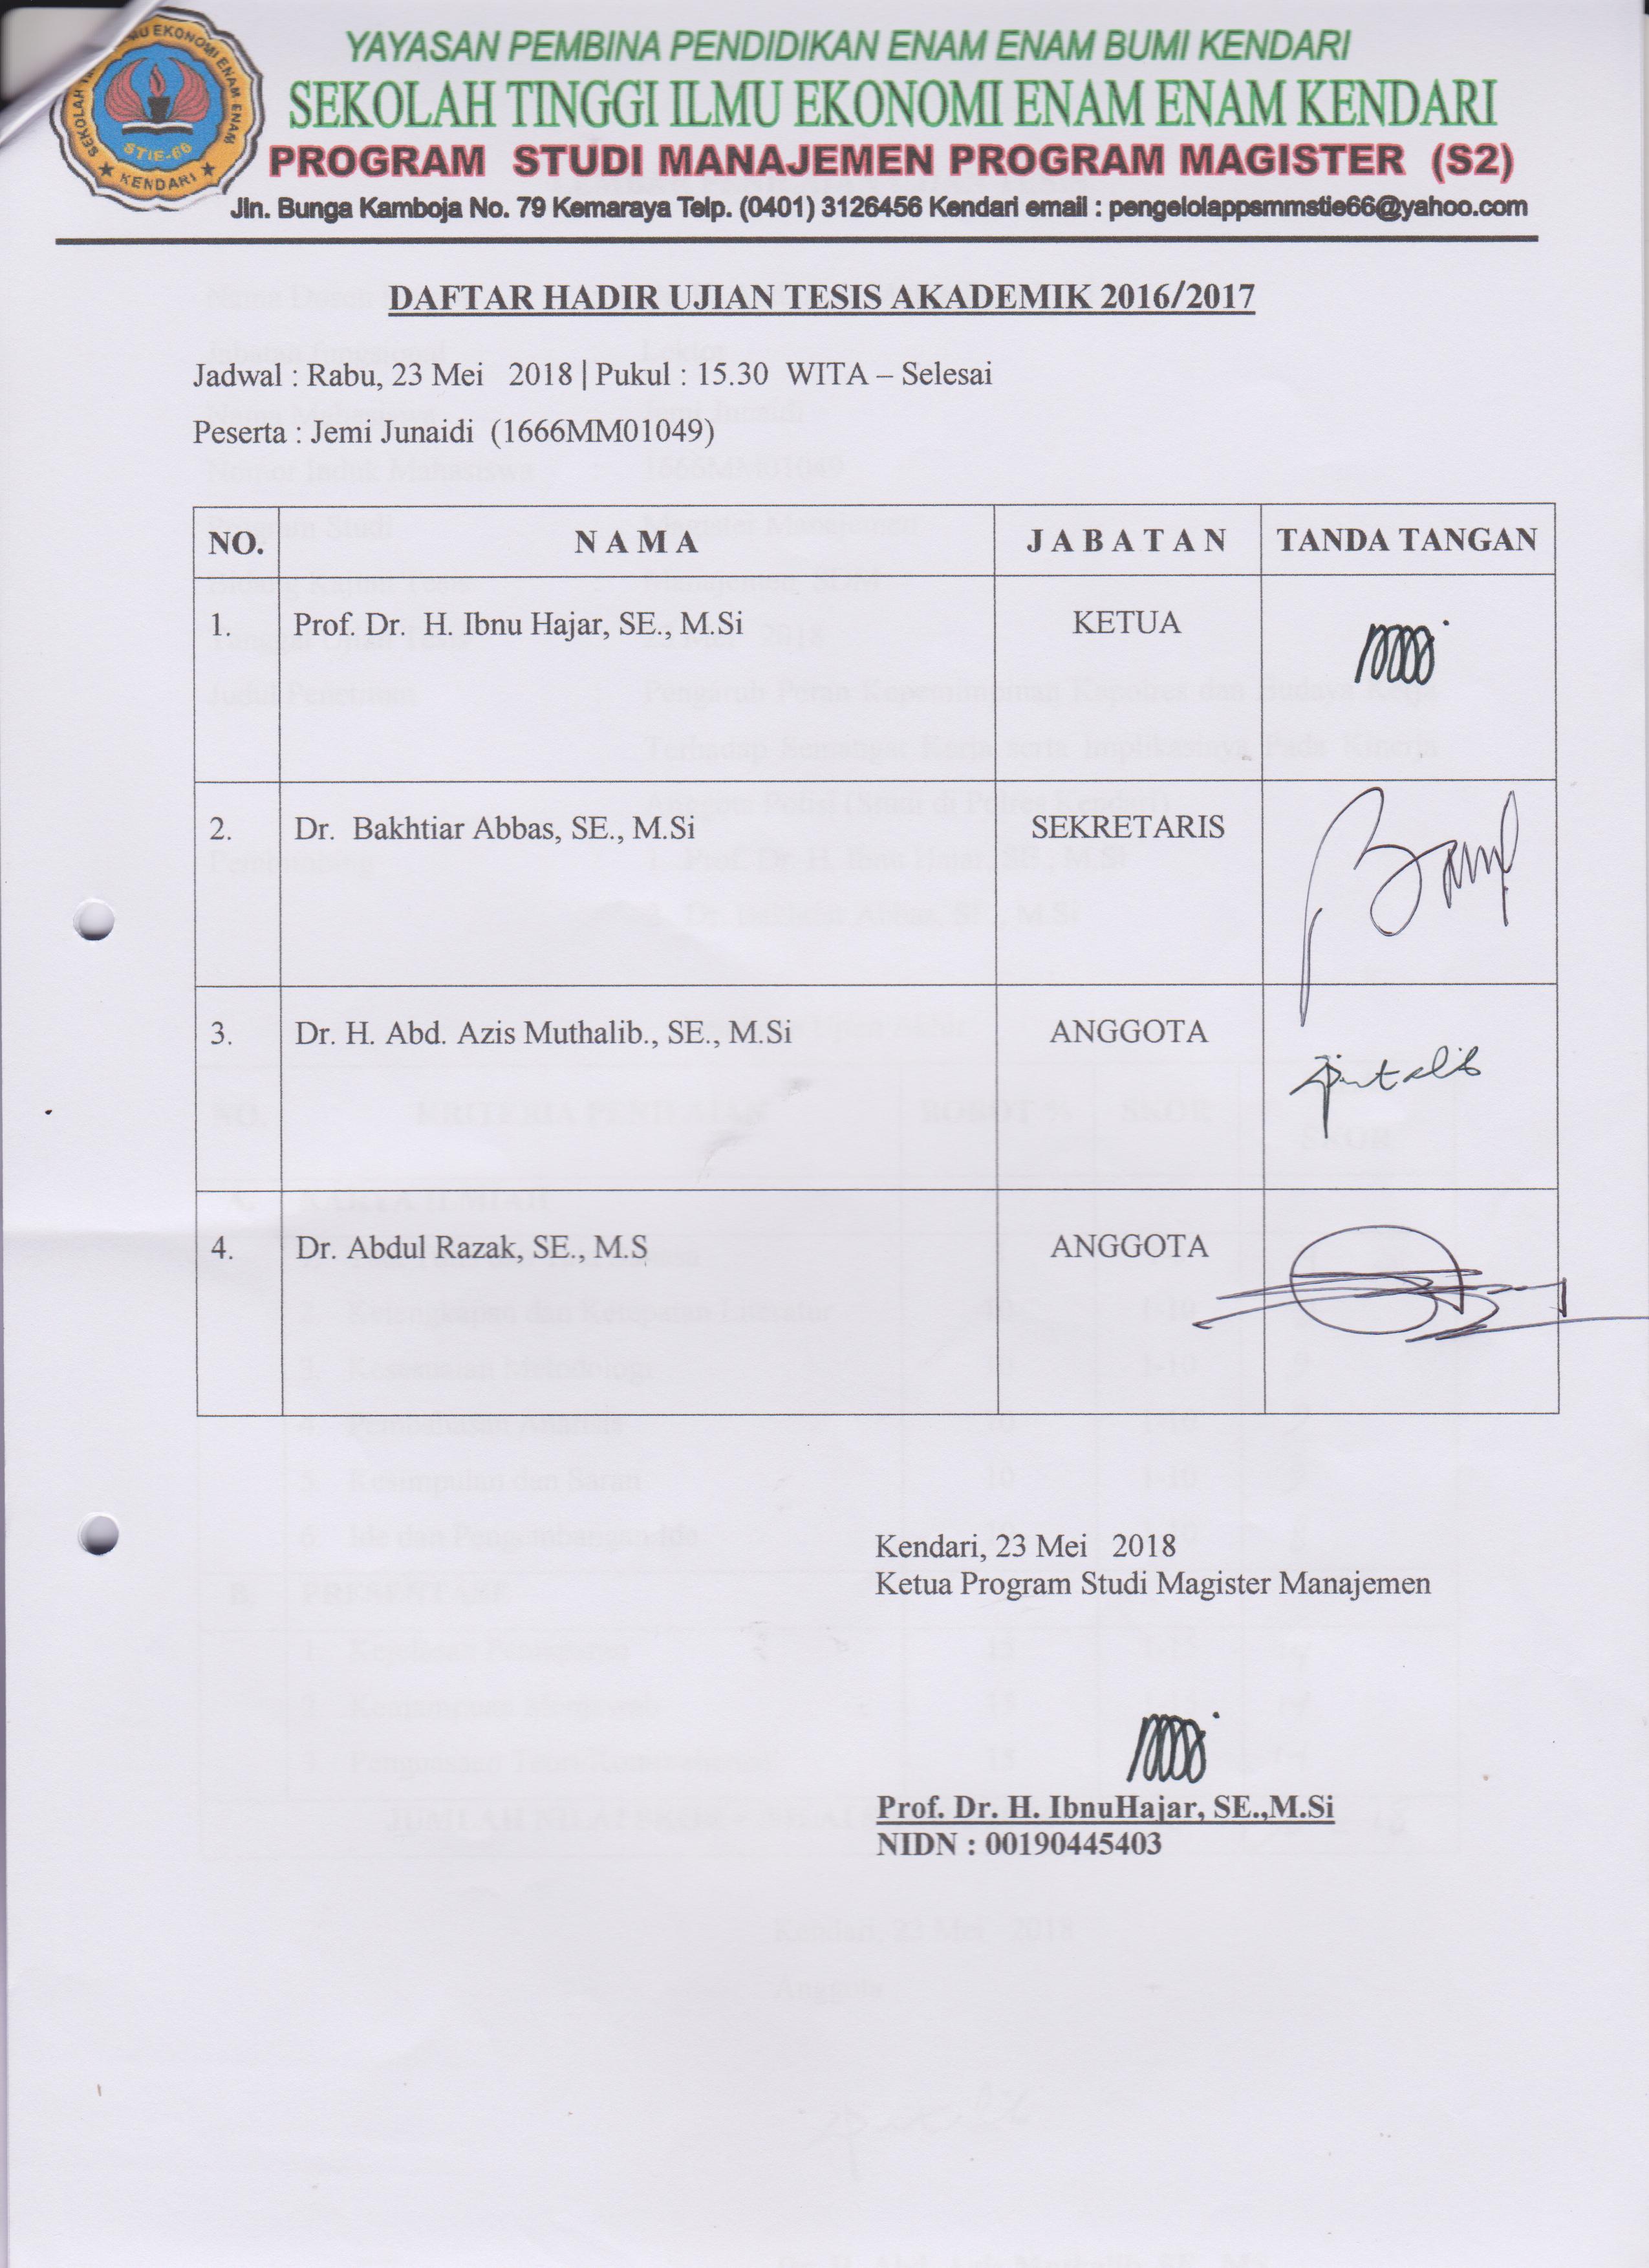 YAYASAN PEMBINA PENDIDIKAN ENAM ENAM BUMI KENDARI
SEKOLAH TINGGI ILMU EKONOMI ENAM ENAM KENDARI
PROGRAM STUDI MANAJEMEN PROGRAM MAGISTER (S2)
Jln. Bunga Kamboja No. 79 Kemaraya Telp. (0401) 3126456 Kendari email : pengelolappsmmstie66@yahoo.com
SEKOLAH MU EKONOMI ENAM ENAM
STIE-66
KENDARI
DAFTAR HADIR UJIAN TESIS AKADEMIK 2016/2017
Jadwal : Rabu, 23 Mei 2018 | Pukul : 15.30 WITA – Selesai
Peserta : Jemi Junaidi (1666MM01049)
NO. N A M A J A B A T A N TANDA TANGAN
1. Prof. Dr. H. Ibnu Hajar, SE., M.Si KETUA
2. Dr. Bakhtiar Abbas, SE., M.Si SEKRETARIS
3. Dr. H. Abd. Azis Muthalib., SE., M.Si ANGGOTA
4. Dr. Abdul Razak, SE., M.S ANGGOTA
Kendari, 23 Mei 2018
Ketua Program Studi Magister Manajemen
Prof. Dr. H. IbnuHajar, SE.,M.Si
NIDN : 00190445403